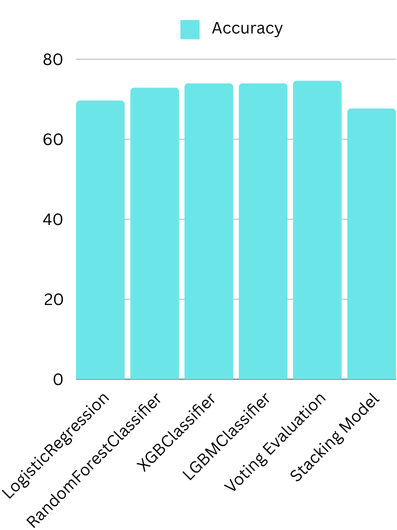 Accuracy
80
60
40
20
0
LogisticRegression
RandomForestClassifier
XGBClassifier
LGBMClassifier
Voting Evaluation
Stacking Model